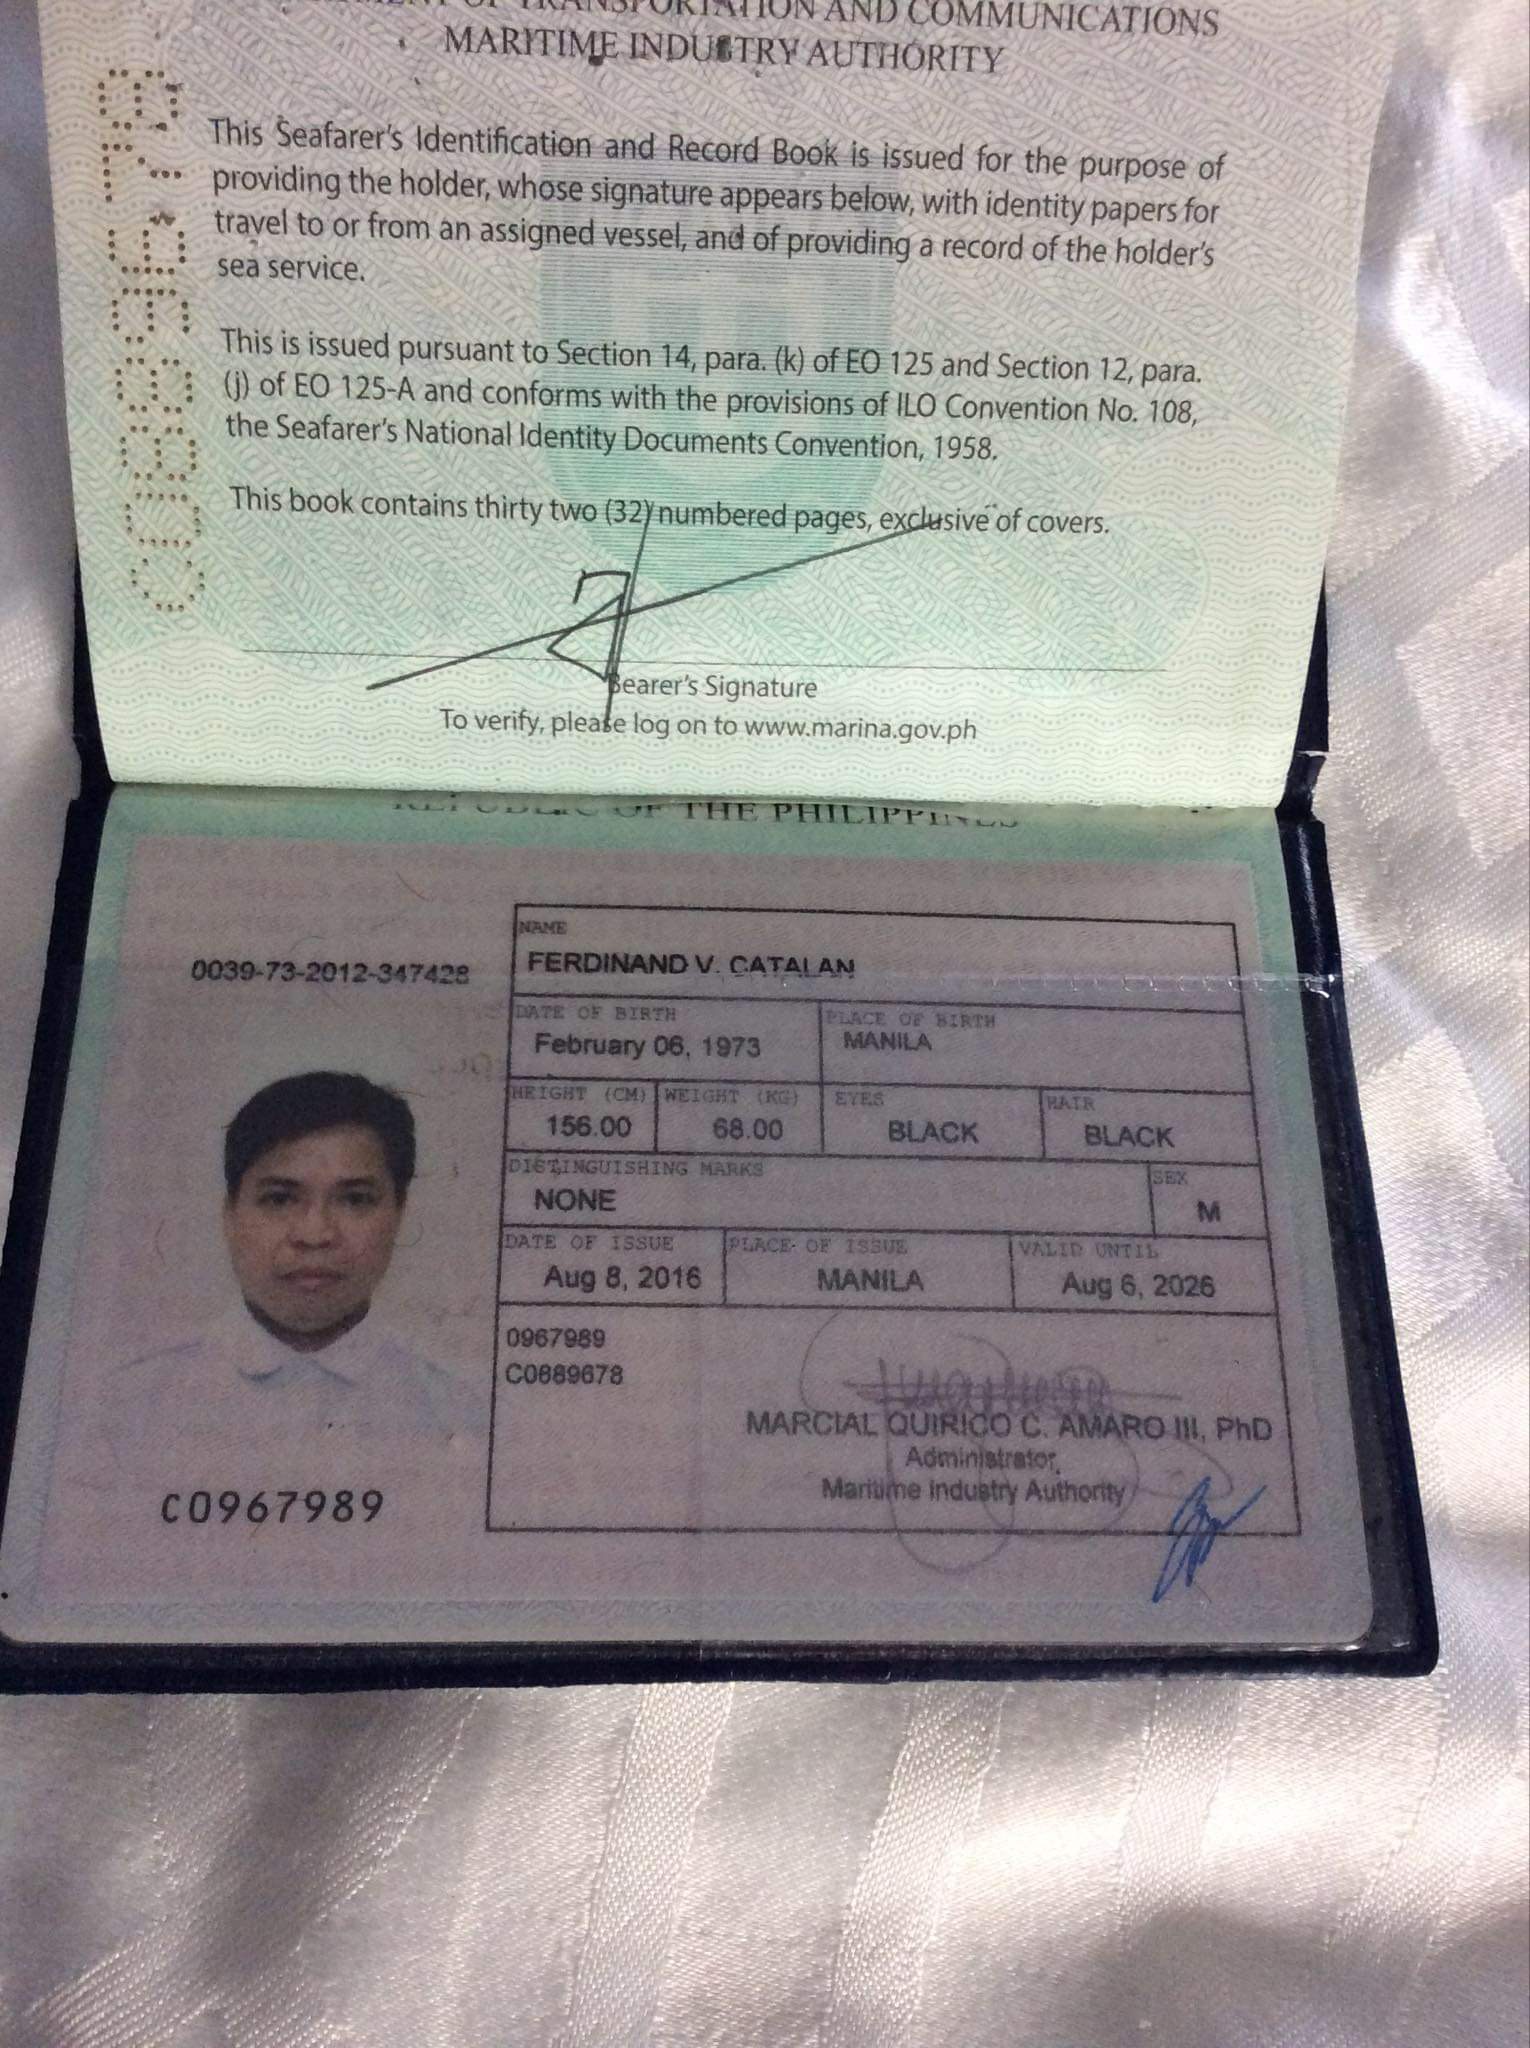 OF TRANSPORTATION AND COMMUNICATIONS
MARITIME INDUSTRY AUTHORITY
This Seafarer's Identification and Record Book is issued for the purpose of
providing the holder, whose signature appears below, with identity papers for
travel to or from an assigned vessel, and of providing a record of the holder's
sea service.
This is issued pursuant to Section 14, para. (k) of EO 125 and Section 12, para.
(j) of EO 125-A and conforms with the provisions of ILO Convention No. 108,
the Seafarer's National Identity Documents Convention, 1958.
This book contains thirty two (32) numbered pages, exclusive of covers.
Bearer's Signature
To verify, please log on to www.marina.gov.ph
REPUBLIC OF THE PHILIPPINES
0039-73-2012-347428
NAME
FERDINAND V. CATALAN
DATE OF BIRTH PLACE OF BIRTH
February 06, 1973 MANILA
HEIGHT (CM) WEIGHT (KG) EYES HAIR
156.00 68.00 BLACK BLACK
DISTINGUISHING MARKS SEX
NONE M
DATE OF ISSUE PLACE OF ISSUE VALID UNTIL
Aug 8, 2016 MANILA Aug 6, 2026
0967989
C0889678
MARCIAL QUIRICO C. AMARO III, PhD
Administrator,
Maritime Industry Authority
C0967989